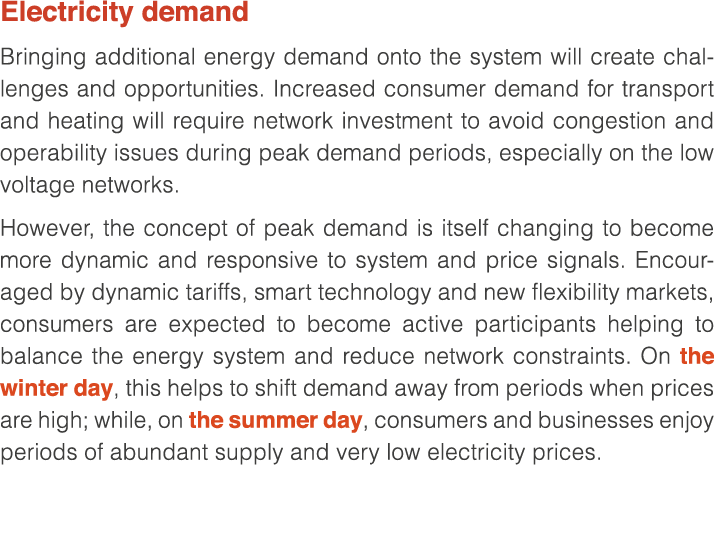 Electricity demand
Bringing additional energy demand onto the system will create chal-
lenges and opportunities. Increased consumer demand for transport
and heating will require network investment to avoid congestion and
operability issues during peak demand periods, especially on the low
voltage networks.
However, the concept of peak demand is itself changing to become
more dynamic and responsive to system and price signals. Encour-
aged by dynamic tariffs, smart technology and new flexibility markets,
consumers are expected to become active participants helping to
balance the energy system and reduce network constraints. On the
winter day, this helps to shift demand away from periods when prices
are high; while, on the summer day, consumers and businesses enjoy
periods of abundant supply and very low electricity prices.